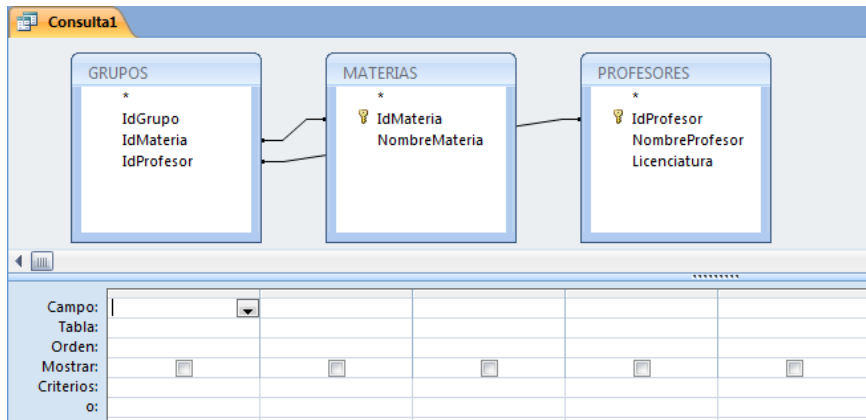 Consulta1
GRUPOS
*
IdGrupo
IdMateria
IdProfesor
MATERIAS
*
IdMateria
NombreMateria
PROFESORES
*
IdProfesor
NombreProfesor
Licenciatura
Campo:
Tabla:
Orden:
Mostrar:
Criterios:
o: